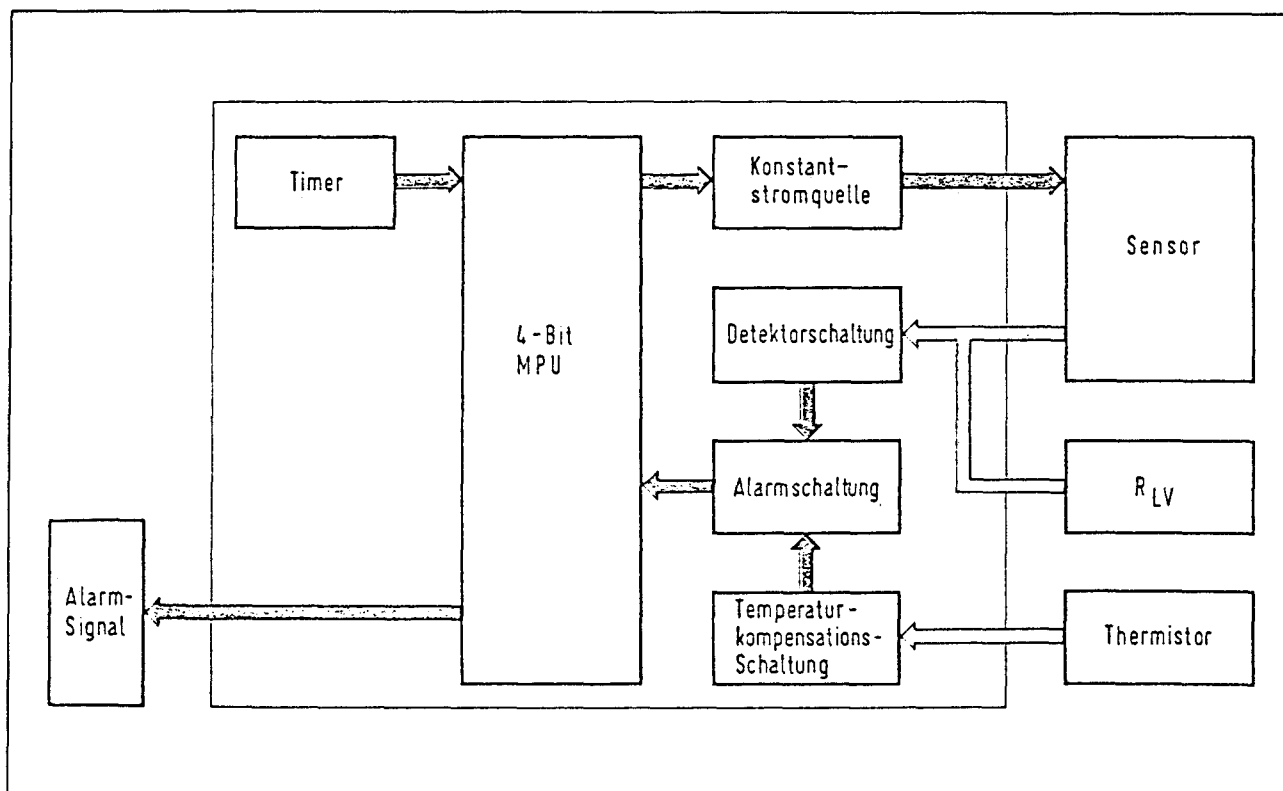 Timer
4-Bit
MPU
Konstant-
stromquelle
Sensor
Detektorschaltung
Alarmschaltung
R LV
Alarm-
Signal
Temperatur-
kompensations-
Schaltung
Thermistor